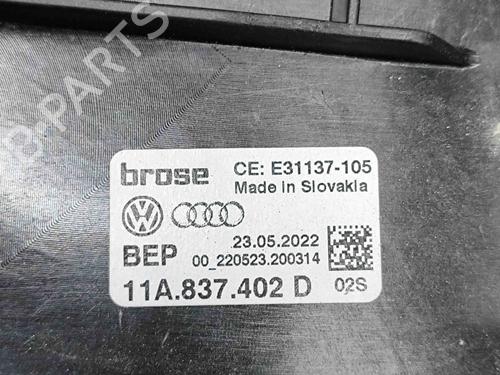 B-PARTS
brose
CE: E31137-105
Made in Slovakia
BEP
23.05.2022
00_220523.200314
11A.837.402 D
02S